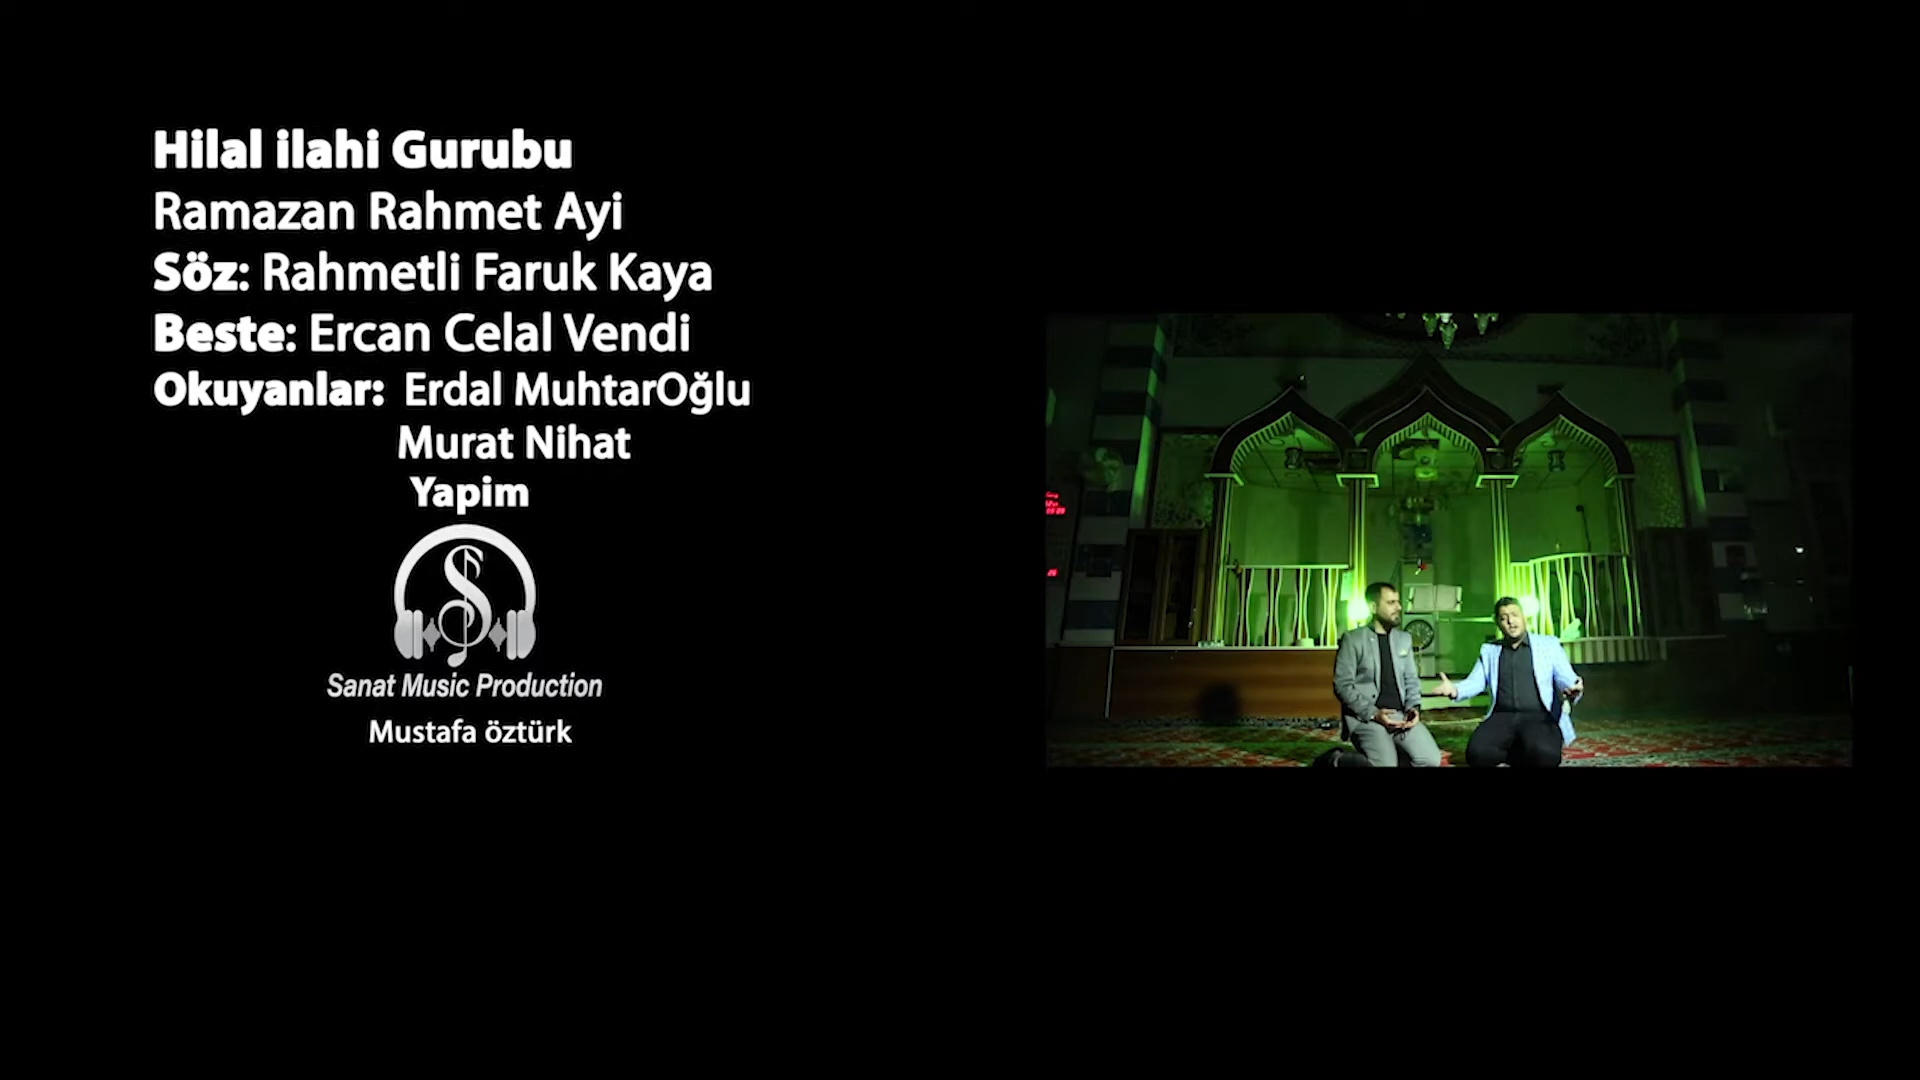 Hilal ilahi Gurubu
Ramazan Rahmet Ayi
Söz: Rahmetli Faruk Kaya
Beste: Ercan Celal Vendi
Okuyanlar: Erdal MuhtarOğlu
Murat Nihat
Yapim
Sanat Music Production
Mustafa öztürk